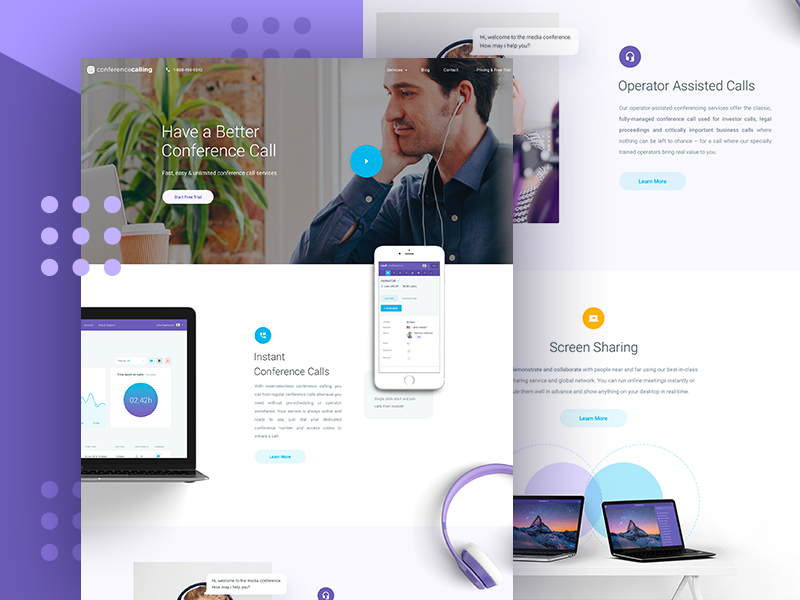 conferencecalling
Services
Blog
Contact
Pricing & Free Trial
Have a Better
Conference Call
Fast, easy & unlimited conference call services.
Start Free Trial
Time Spent on calls
02:42h
Instant
Conference Calls
With reservationless conference calling, you
can host regular conference calls whenever you
need without pre-scheduling or operator
assistance. Your service is always online and
ready to use, just dial your dedicated
conference number and access codes to
initiate a call.
Learn More
Single click start and join
calls from mobile!
Hi, welcome to the media conference.
How may i help you?
Hi, welcome to the media conference.
How may i help you?
Operator Assisted Calls
Our operator-assisted conferencing services offer the classic,
fully-managed conference call used for investor calls, legal
proceedings and critically important business calls where
nothing can be left to chance – for a call where our specially
trained operators bring real value to you.
Learn More
Screen Sharing
emonstrate and collaborate with people near and far using our best-in-class
haring service and global network. You can run online meetings instantly or
ule them well in advance and show anything on your desktop in real-time.
Learn More